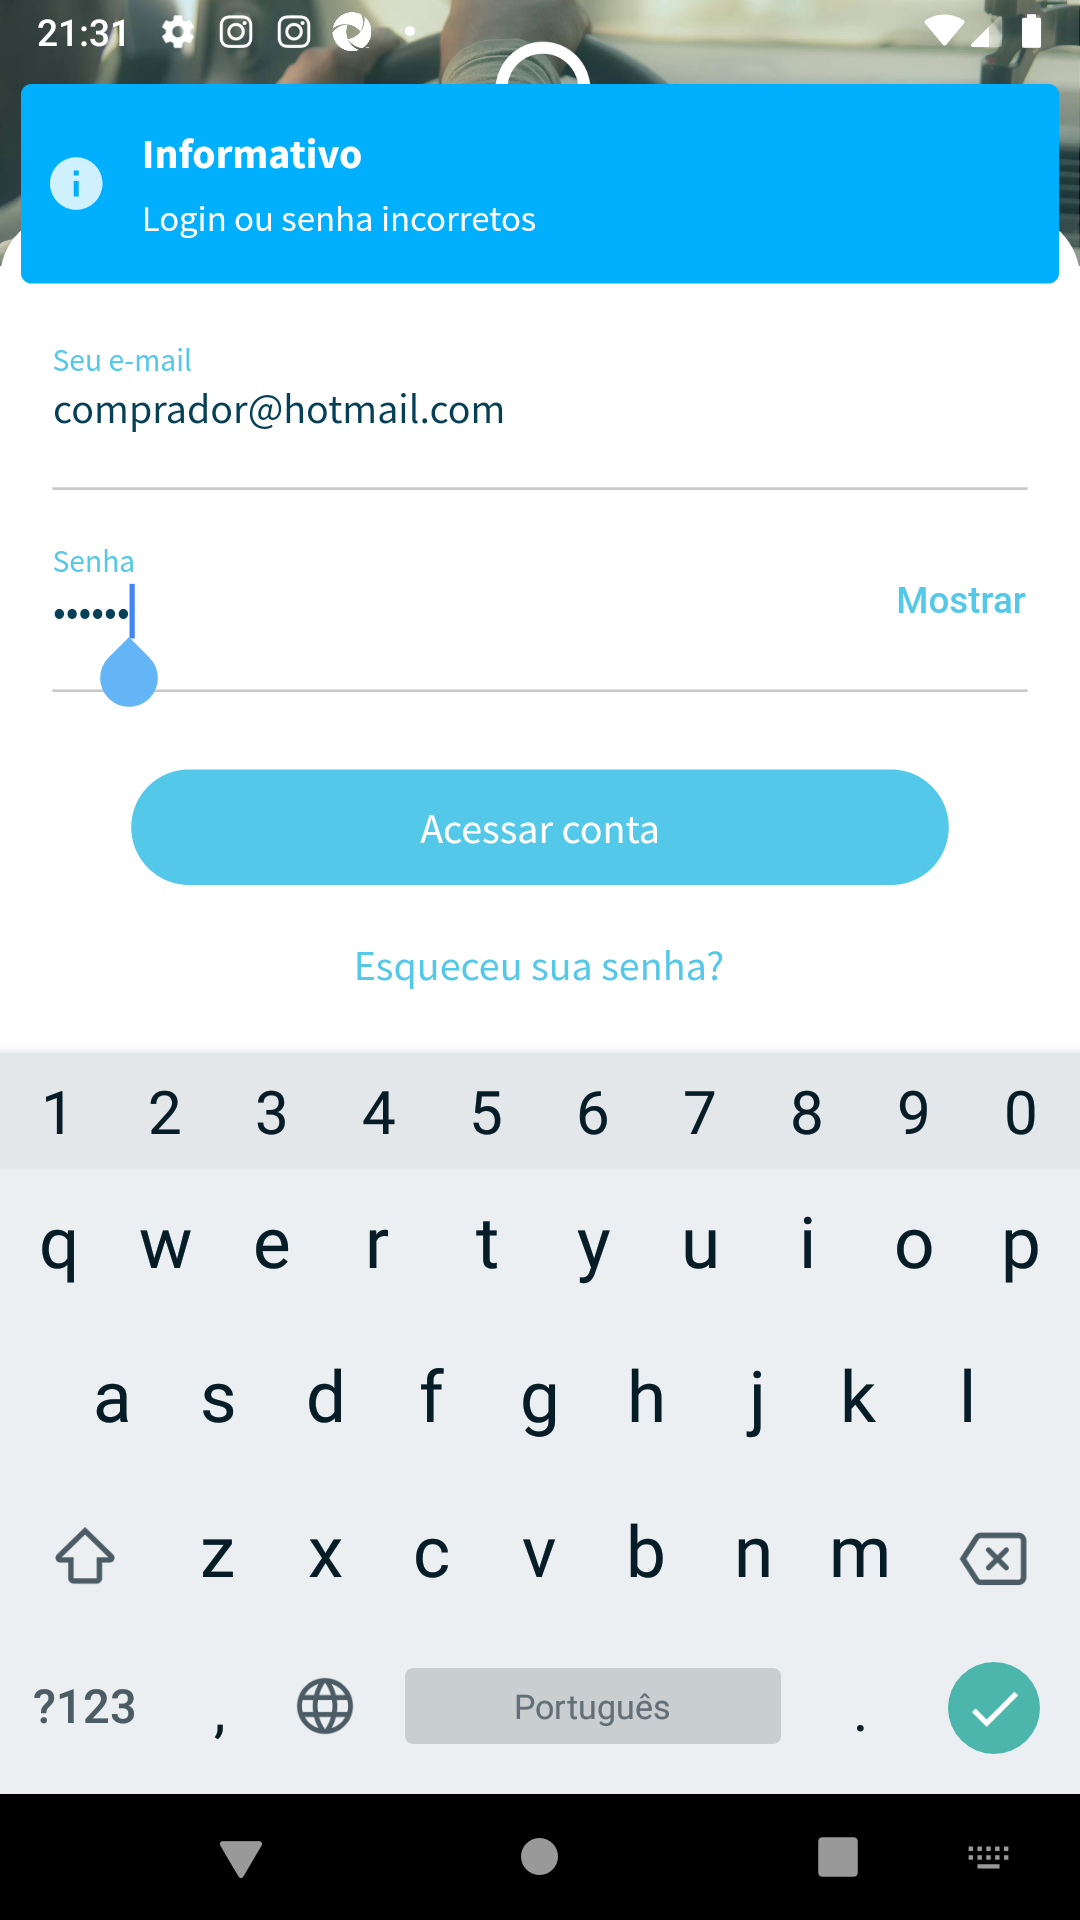 21:31
Informativo
Login ou senha incorretos
Seu e-mail
comprador@hotmail.com
Senha
••••••
Mostrar
Acessar conta
Esqueceu sua senha?
1 2 3 4 5 6 7 8 9 0
q w e r t y u i o p
a s d f g h j k l
z x c v b n m
?123 , Português .